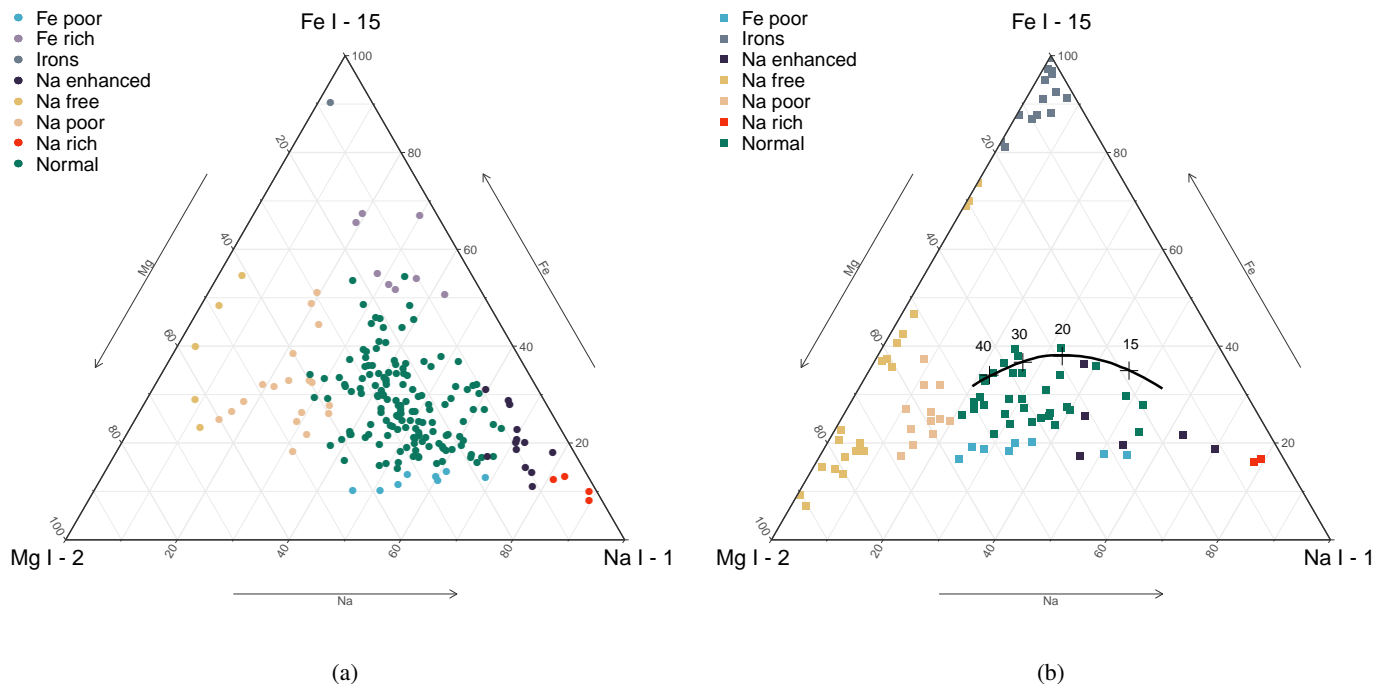 Fe poor
Fe rich
Irons
Na enhanced
Na free
Na poor
Na rich
Normal
Fe I - 15
100
20
80
40
60
Mg
Fe
60
40
80
20
100
Mg I - 2
20
40
60
80
Na I - 1
Na
(a)
Fe poor
Irons
Na enhanced
Na free
Na poor
Na rich
Normal
Fe I - 15
100
20
80
40
60
Mg
Fe
60
40
40
30
20
15
80
20
100
Mg I - 2
20
40
60
80
Na I - 1
Na
(b)